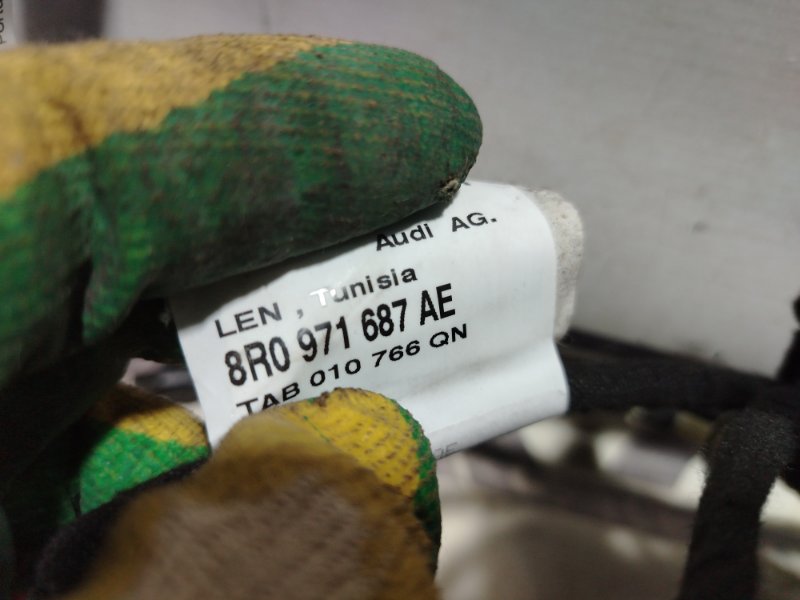 Audi AG.
LEN , Tunisia
8R0 971 687 AE
TAB 010 766 QN